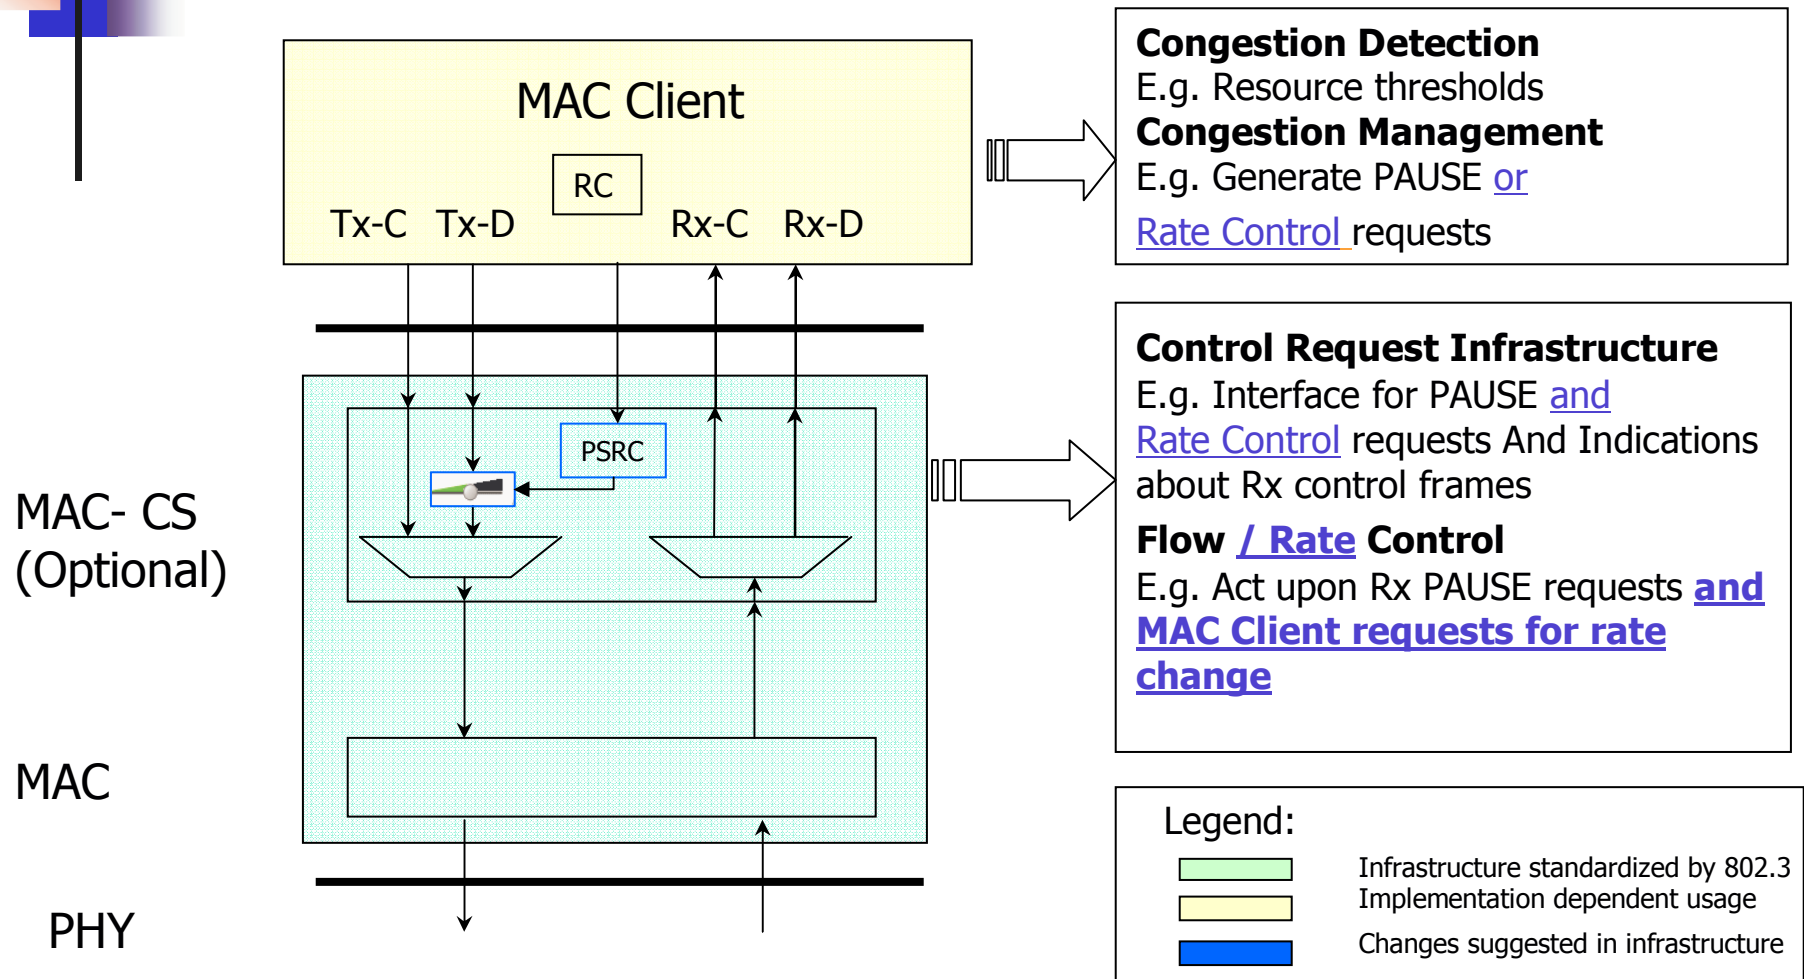 MAC Client
RC
Tx-C Tx-D Rx-C Rx-D
PSRC
MAC- CS
(Optional)
MAC
PHY
Congestion Detection
E.g. Resource thresholds
Congestion Management
E.g. Generate PAUSE or
Rate Control requests
Control Request Infrastructure
E.g. Interface for PAUSE and
Rate Control requests And Indications
about Rx control frames
Flow / Rate Control
E.g. Act upon Rx PAUSE requests and
MAC Client requests for rate
change
Legend:
Infrastructure standardized by 802.3
Implementation dependent usage
Changes suggested in infrastructure